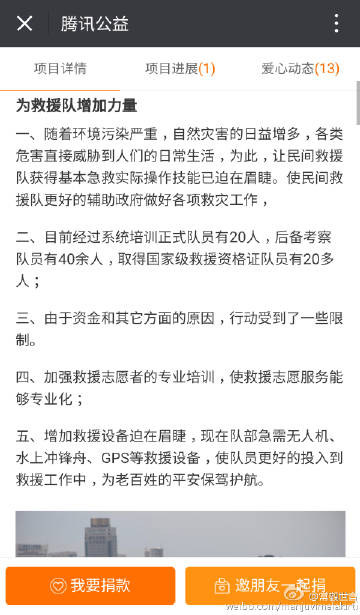 腾讯公益
项目详情 项目进展(1) 爱心动态(13)
为救援队增加力量
一、随着环境污染严重，自然灾害的日益增多，各类
危害直接威胁到人们的日常生活，为此，让民间救援
队获得基本急救实际操作技能已迫在眉睫。使民间救
援队更好的辅助政府做好各项救灾工作，
二、目前经过系统培训正式队员有20人，后备考察
队员有40余人，取得国家级救援资格证队员有20多
人；
三、由于资金和其它方面的原因，行动受到了一些限
制。
四、加强救援志愿者的专业培训，使救援志愿服务能
够专业化；
五、增加救援设备迫在眉睫，现在队部急需无人机、
水上冲锋舟、GPS等救援设备，使队员更好的投入到
救援工作中，为老百姓的平安保驾护航。
我要捐款 邀朋友一起捐